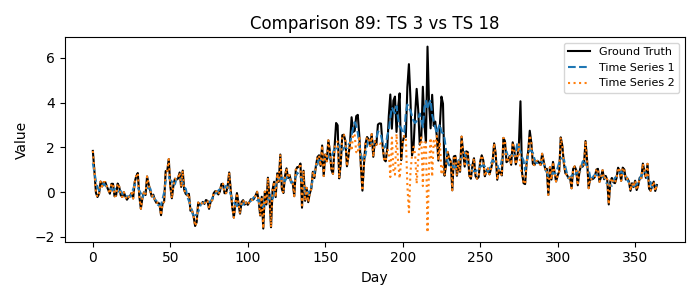 Comparison 89: TS 3 vs TS 18
Ground Truth
Time Series 1
Time Series 2
Value
6
4
2
0
−2
0
50
100
150
200
250
300
350
Day